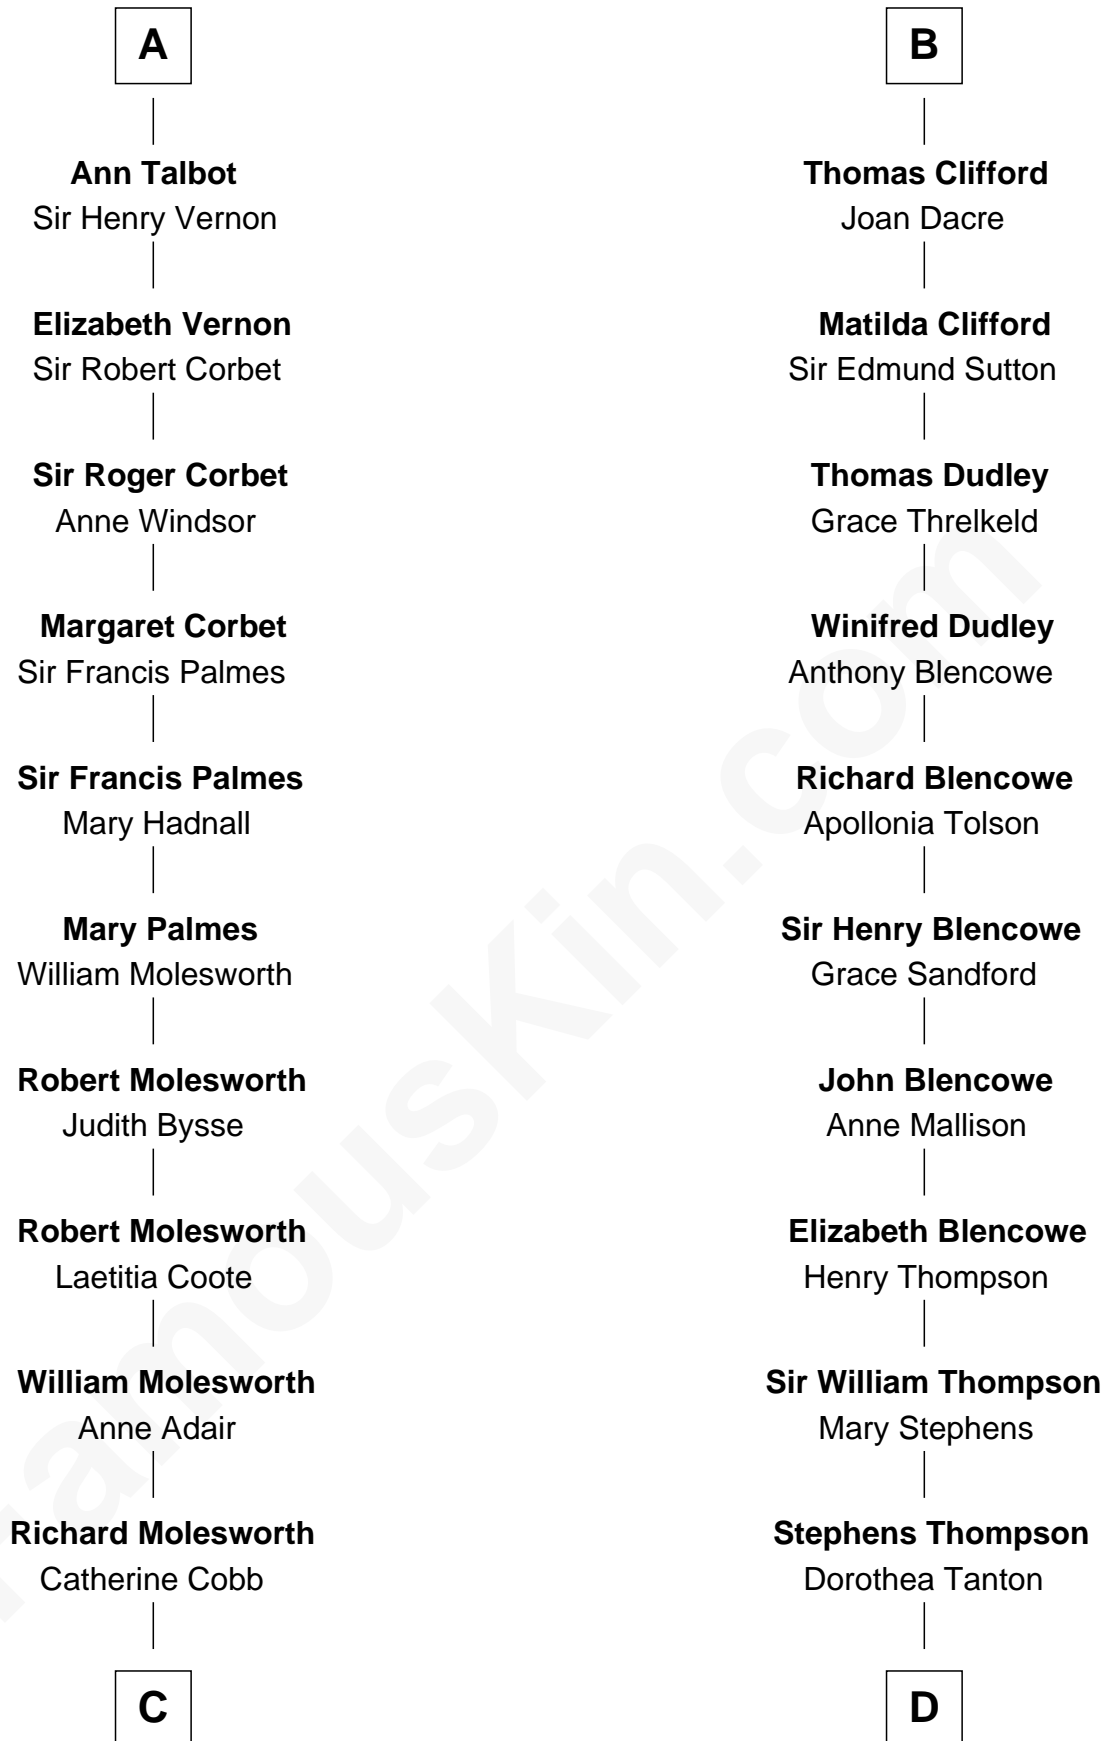 A
Ann Talbot
Sir Henry Vernon
Elizabeth Vernon
Sir Robert Corbet
Sir Roger Corbet
Anne Windsor
Margaret Corbet
Sir Francis Palmes
Sir Francis Palmes
Mary Hadnall
Mary Palmes
William Molesworth
Robert Molesworth
Judith Bysse
Robert Molesworth
Laetitia Coote
William Molesworth
Anne Adair
Richard Molesworth
Catherine Cobb
C
B
Thomas Clifford
Joan Dacre
Matilda Clifford
Sir Edmund Sutton
Thomas Dudley
Grace Threlkeld
Winifred Dudley
Anthony Blencowe
Richard Blencowe
Apollonia Tolson
Sir Henry Blencowe
Grace Sandford
John Blencowe
Anne Mallison
Elizabeth Blencowe
Henry Thompson
Sir William Thompson
Mary Stephens
Stephens Thompson
Dorothea Tanton
D
FamousKin.com